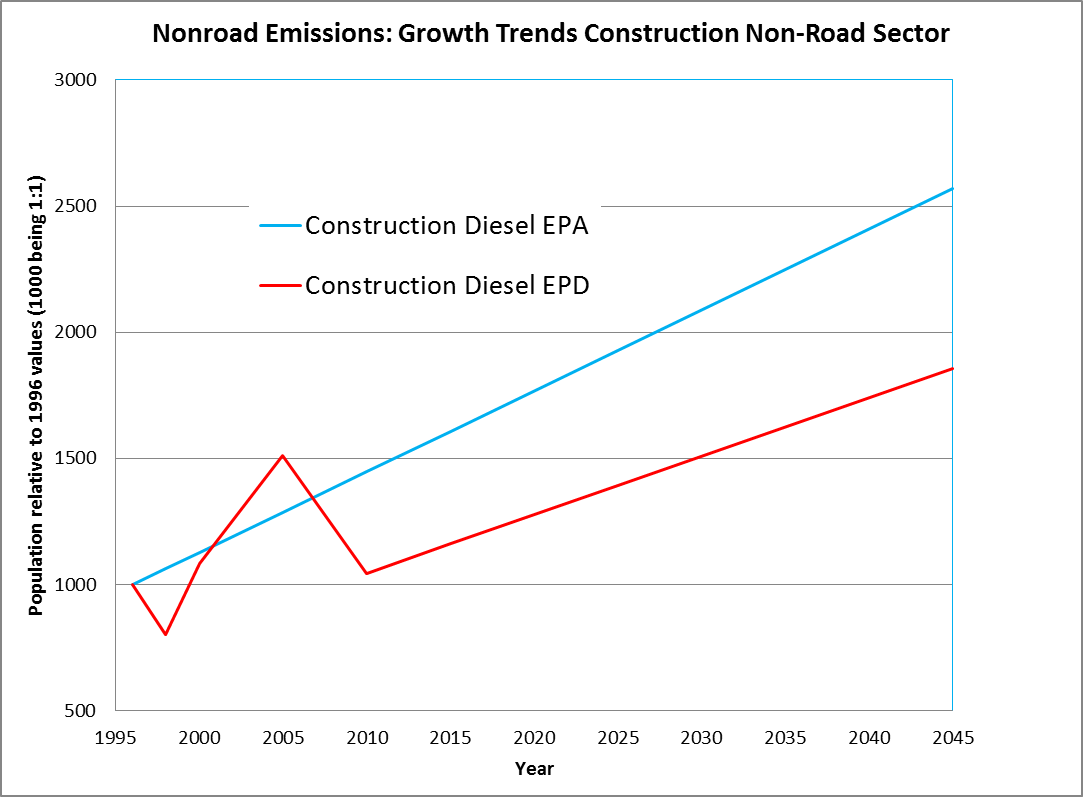 Nonroad Emissions: Growth Trends Construction Non-Road Sector
Population relative to 1996 values (1000 being 1:1)
3000
2500
2000
1500
1000
500
Construction Diesel EPA
Construction Diesel EPD
1995 2000 2005 2010 2015 2020 2025 2030 2035 2040 2045
Year